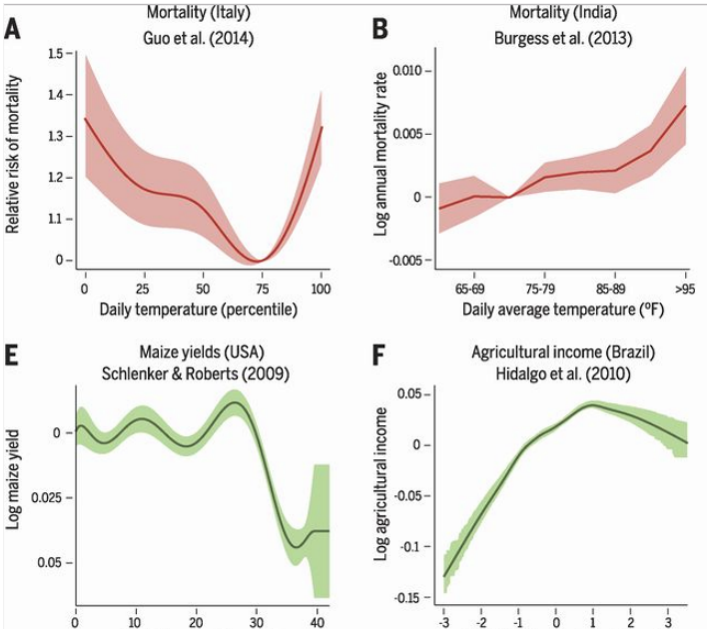 A
Mortality (Italy)
Guo et al. (2014)
Relative risk of mortality
1.5
1.4
1.3
1.2
1.1
0
0 25 50 75 100
Daily temperature (percentile)
B
Mortality (India)
Burgess et al. (2013)
Log annual mortality rate
0.010
0.005
0
-0.005
65-69 75-79 85-89 >95
Daily average temperature (ºF)
E
Maize yields (USA)
Schlenker & Roberts (2009)
Log maize yield
0
0.025
0.05
0 10 20 30 40
F
Agricultural income (Brazil)
Hidalgo et al. (2010)
Log agricultural income
0.05
0
-0.05
-0.1
-0.15
-3 -2 -1 0 1 2 3